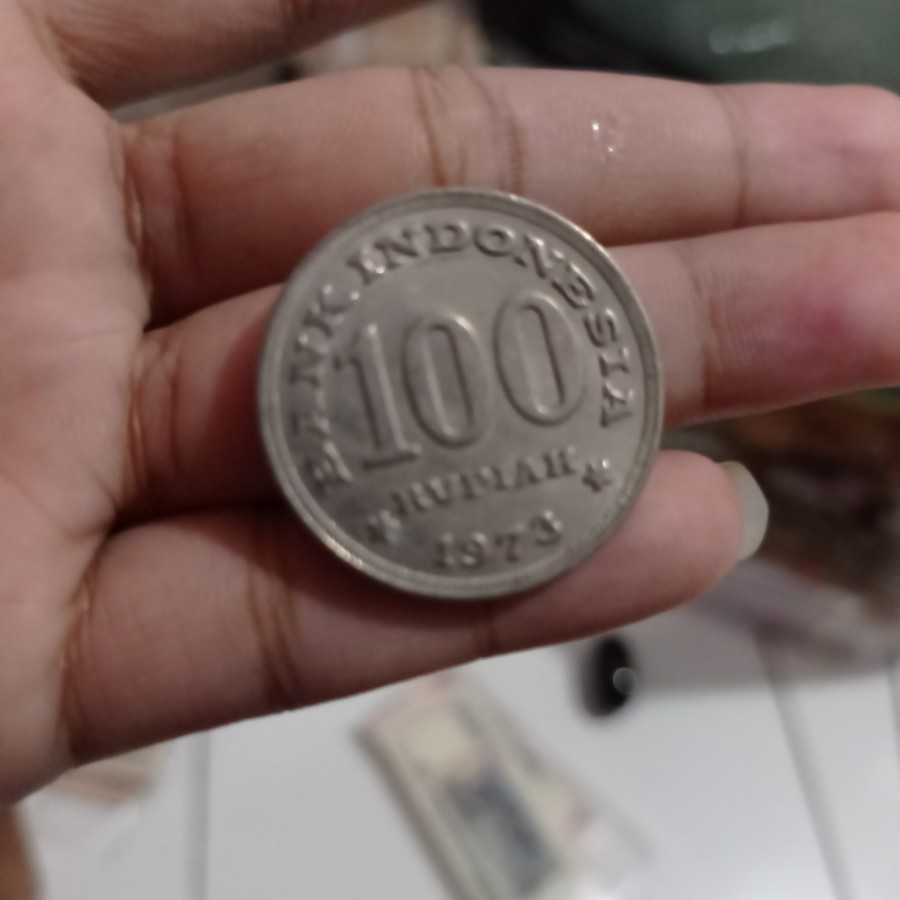 BANK INDONESIA
100
RUPIAH
1973